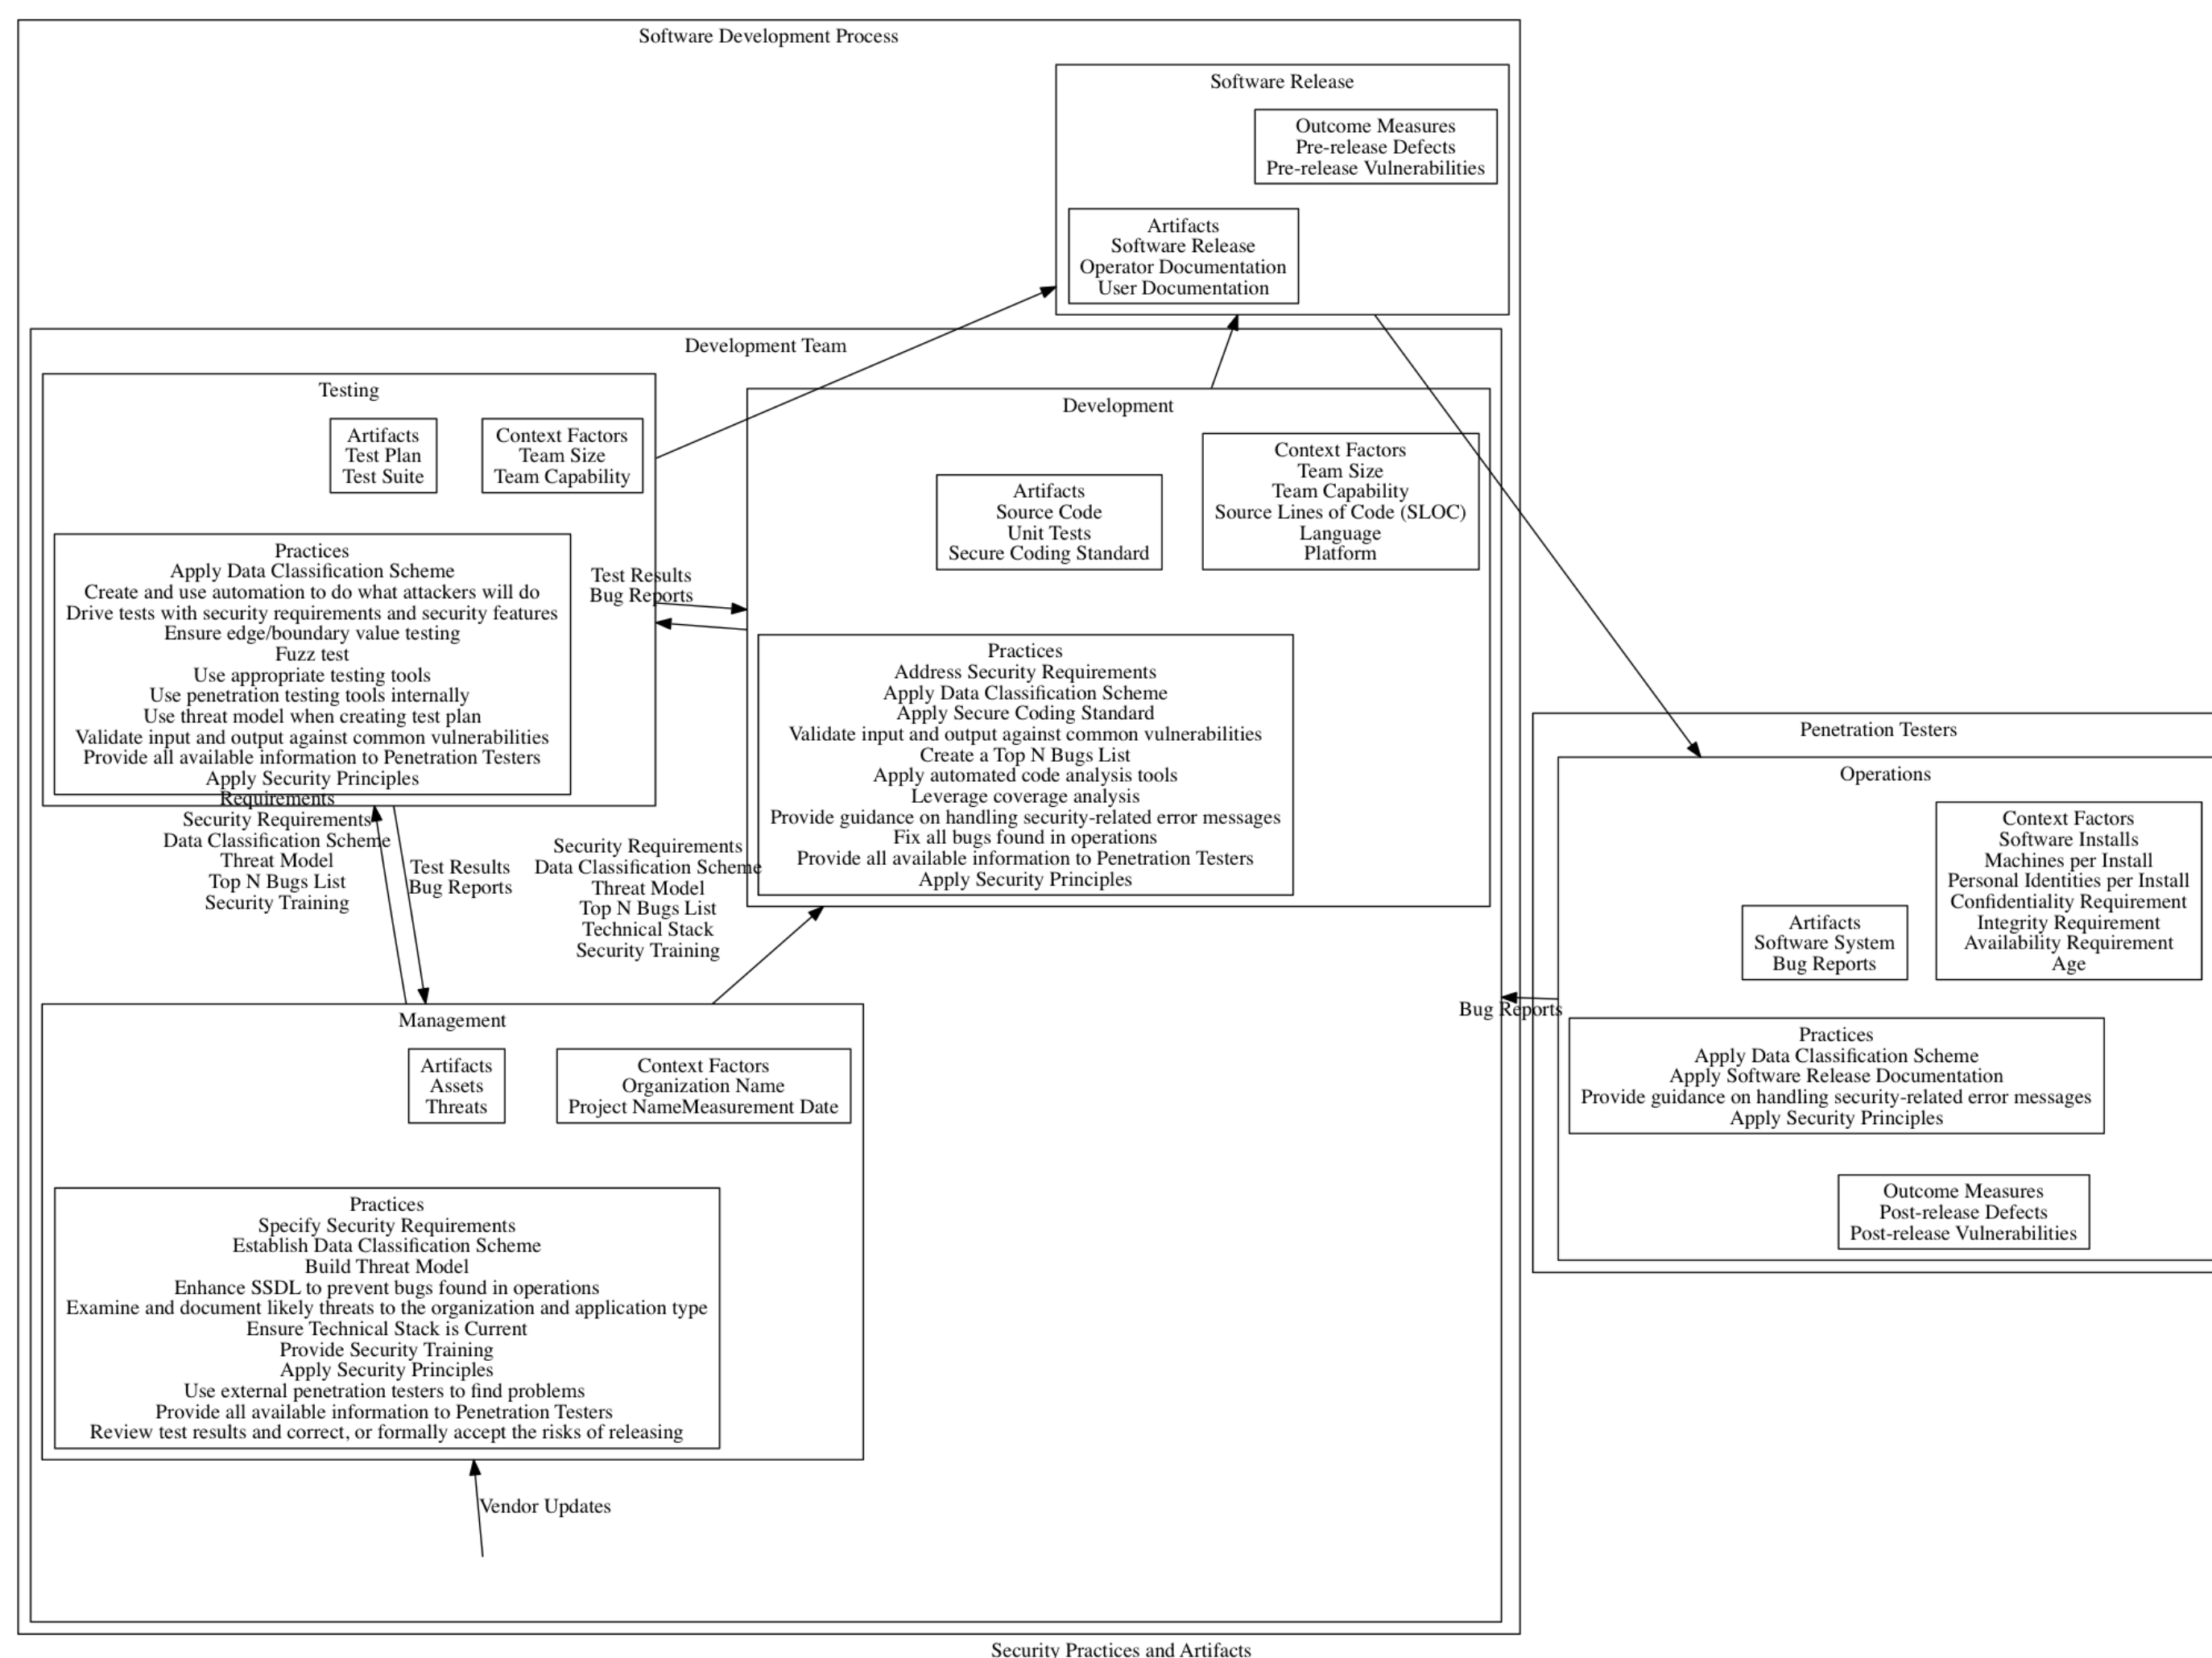 Software Development Process
Software Release
Outcome Measures
Pre-release Defects
Pre-release Vulnerabilities
Artifacts
Software Release
Operator Documentation
User Documentation
Development Team
Testing
Artifacts
Test Plan
Test Suite
Context Factors
Team Size
Team Capability
Practices
Apply Data Classification Scheme
Create and use automation to do what attackers will do
Drive tests with security requirements and security features
Ensure edge/boundary value testing
Fuzz test
Use appropriate testing tools
Use penetration testing tools internally
Use threat model when creating test plan
Validate input and output against common vulnerabilities
Provide all available information to Penetration Testers
Apply Security Principles
Test Results
Bug Reports
Development
Artifacts
Source Code
Unit Tests
Secure Coding Standard
Context Factors
Team Size
Team Capability
Source Lines of Code (SLOC)
Language
Platform
Practices
Address Security Requirements
Apply Data Classification Scheme
Apply Secure Coding Standard
Validate input and output against common vulnerabilities
Create a Top N Bugs List
Apply automated code analysis tools
Leverage coverage analysis
Provide guidance on handling security-related error messages
Fix all bugs found in operations
Provide all available information to Penetration Testers
Apply Security Principles
Requirements
Security Requirements
Data Classification Scheme
Threat Model
Top N Bugs List
Security Training
Test Results
Bug Reports
Security Requirements
Data Classification Scheme
Threat Model
Top N Bugs List
Technical Stack
Security Training
Management
Artifacts
Assets
Threats
Context Factors
Organization Name
Project NameMeasurement Date
Practices
Specify Security Requirements
Establish Data Classification Scheme
Build Threat Model
Enhance SSDL to prevent bugs found in operations
Examine and document likely threats to the organization and application type
Ensure Technical Stack is Current
Provide Security Training
Apply Security Principles
Use external penetration testers to find problems
Provide all available information to Penetration Testers
Review test results and correct, or formally accept the risks of releasing
Vendor Updates
Penetration Testers
Operations
Context Factors
Software Installs
Machines per Install
Personal Identities per Install
Confidentiality Requirement
Integrity Requirement
Availability Requirement
Age
Artifacts
Software System
Bug Reports
Bug Reports
Practices
Apply Data Classification Scheme
Apply Software Release Documentation
Provide guidance on handling security-related error messages
Apply Security Principles
Outcome Measures
Post-release Defects
Post-release Vulnerabilities
Security Practices and Artifacts